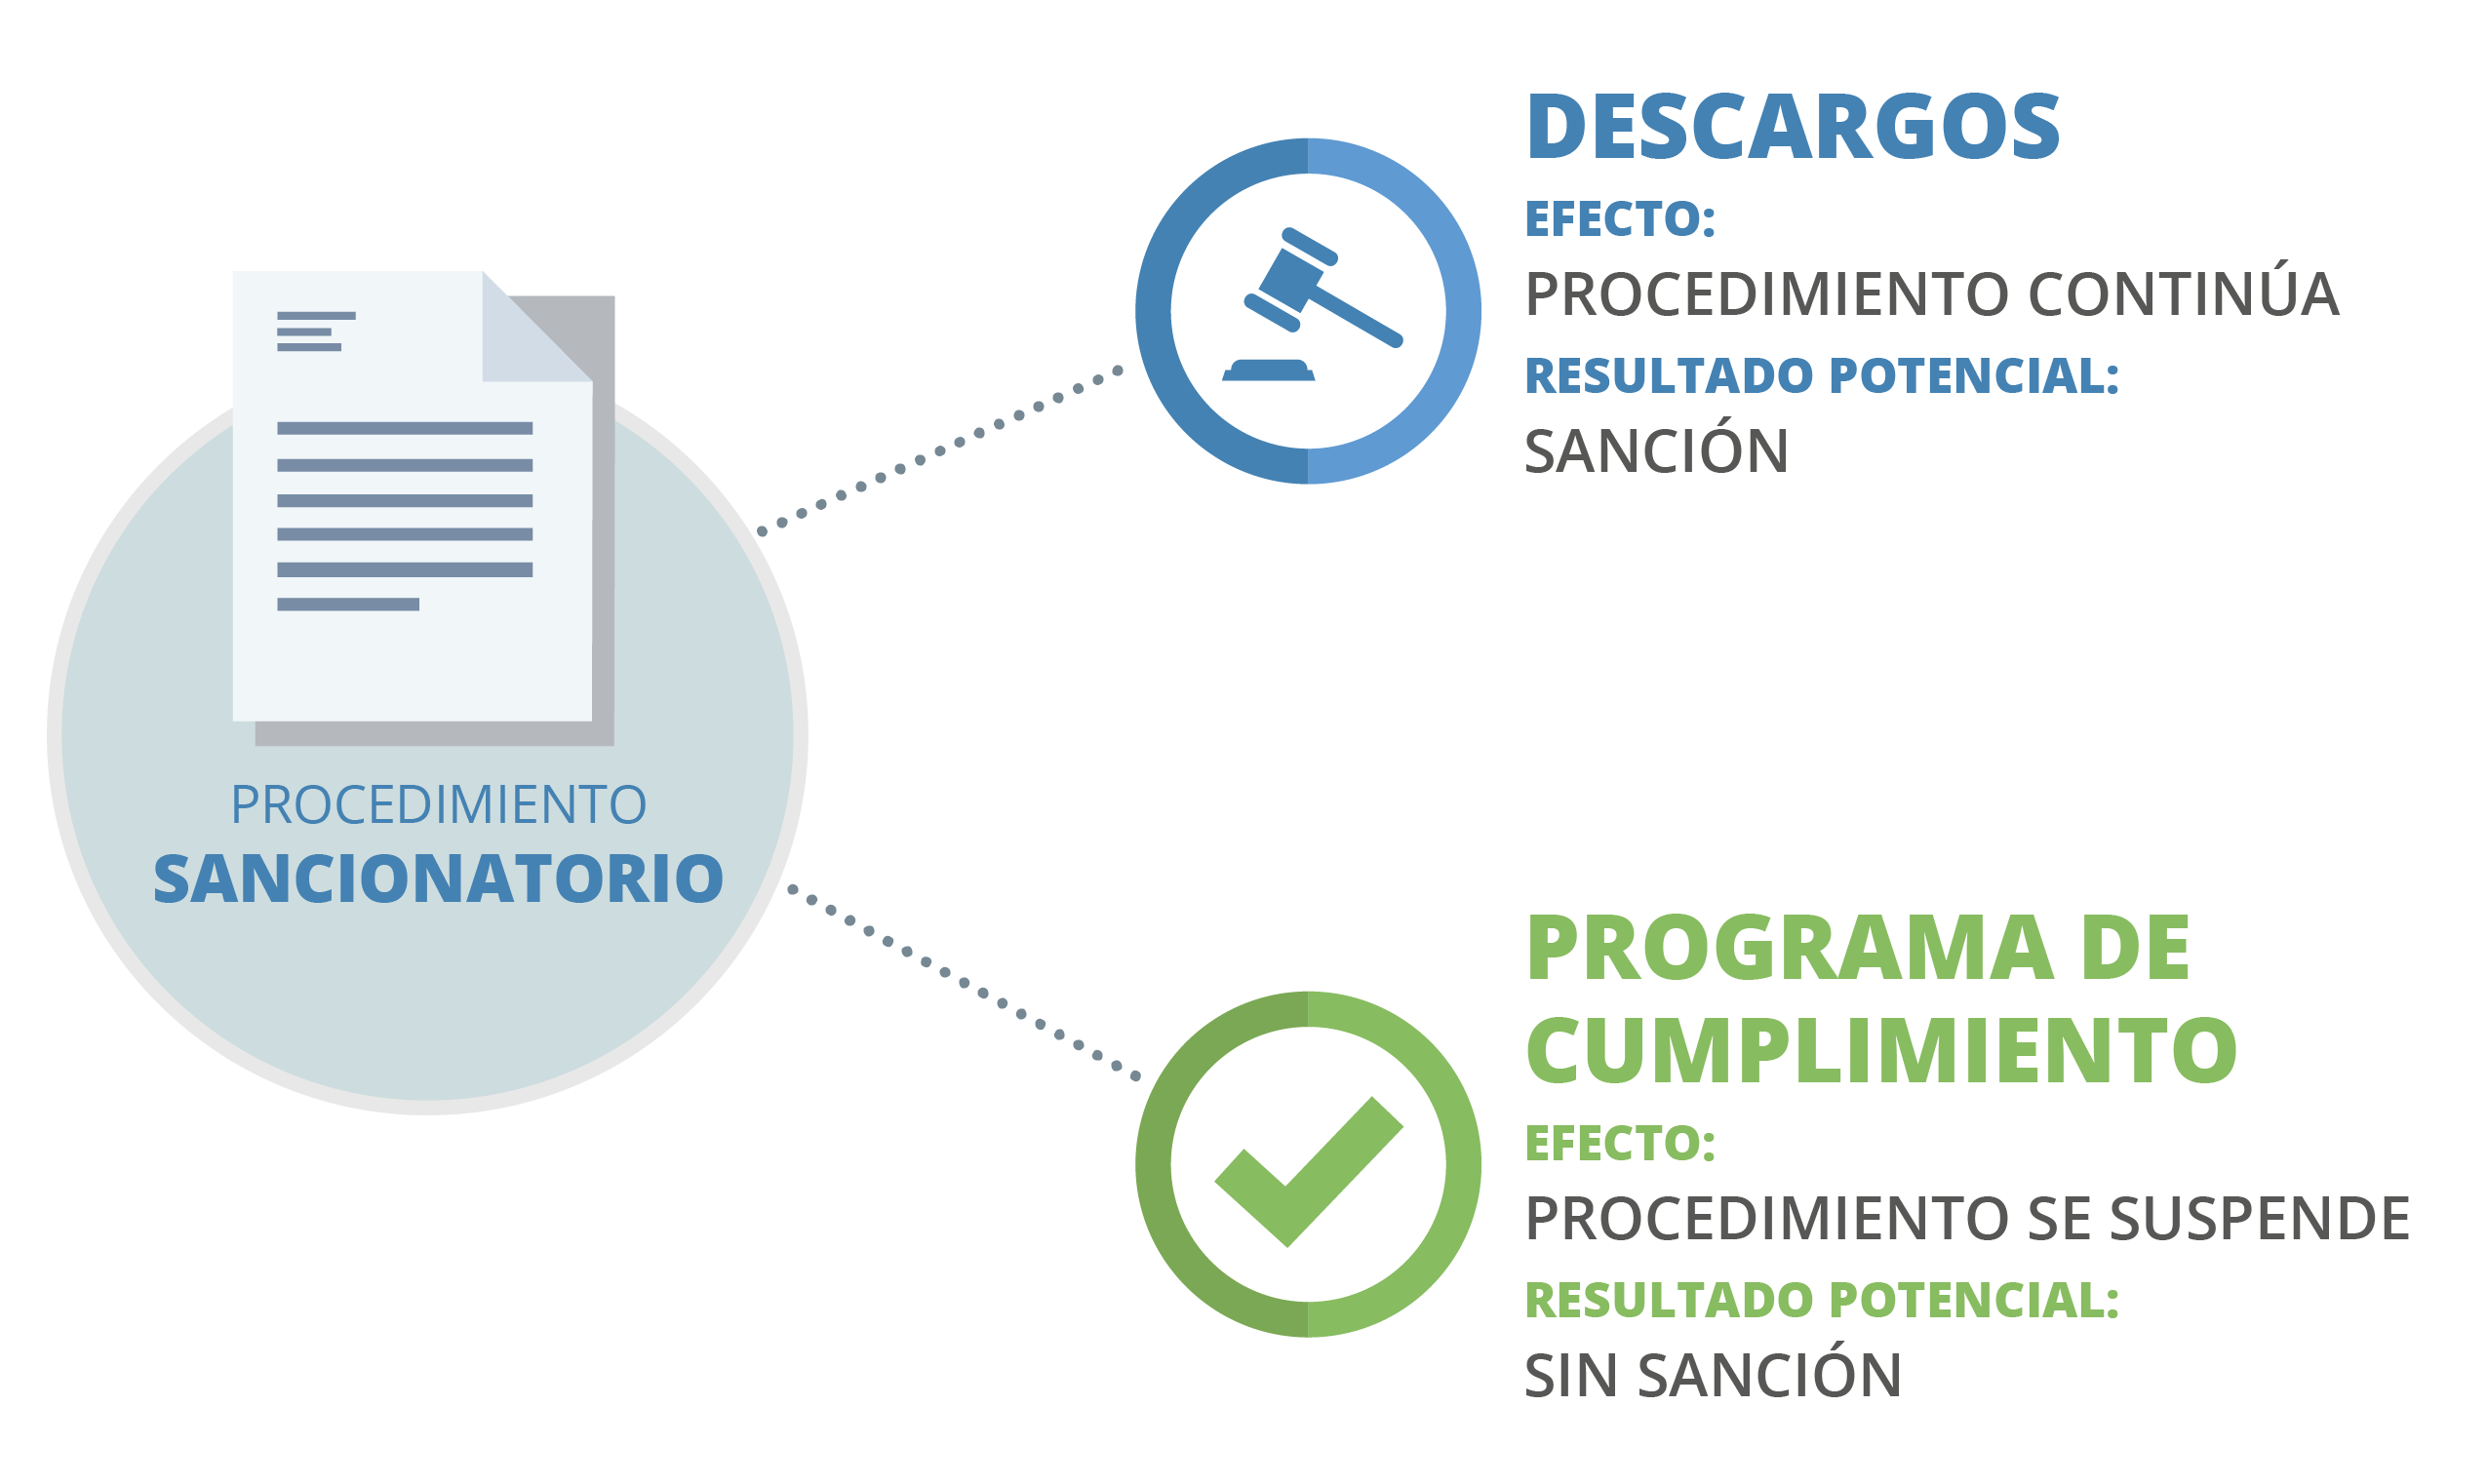 PROCEDIMIENTO
SANCIONATORIO
DESCARGOS
EFECTO:
PROCEDIMIENTO CONTINÚA
RESULTADO POTENCIAL:
SANCIÓN
PROGRAMA DE
CUMPLIMIENTO
EFECTO:
PROCEDIMIENTO SE SUSPENDE
RESULTADO POTENCIAL:
SIN SANCIÓN